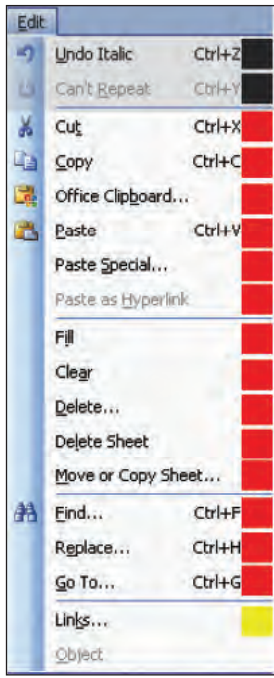 Edit
Undo Italic Ctrl+Z
Can't Repeat Ctrl+Y
Cut Ctrl+X
Copy Ctrl+C
Office Clipboard...
Paste Ctrl+V
Paste Special...
Paste as Hyperlink
Fill
Clear
Delete...
Delete Sheet
Move or Copy Sheet...
Find... Ctrl+F
Replace... Ctrl+H
Go To... Ctrl+G
Links...
Object